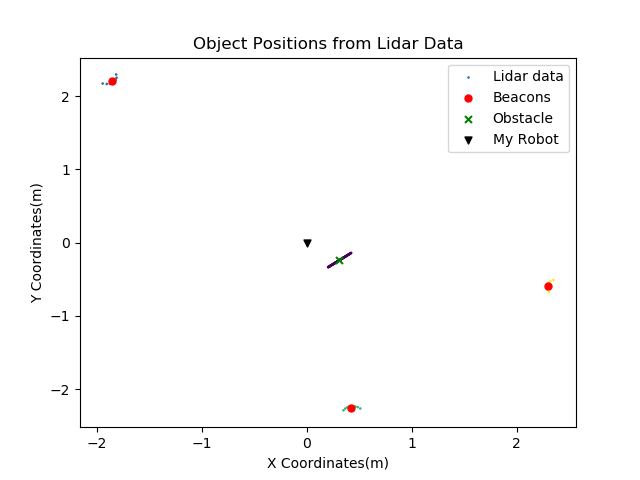 Object Positions from Lidar Data
Lidar data
Beacons
Obstacle
My Robot
2
1
0
−1
−2
Y Coordinates(m)
−2
−1
0
1
2
X Coordinates(m)